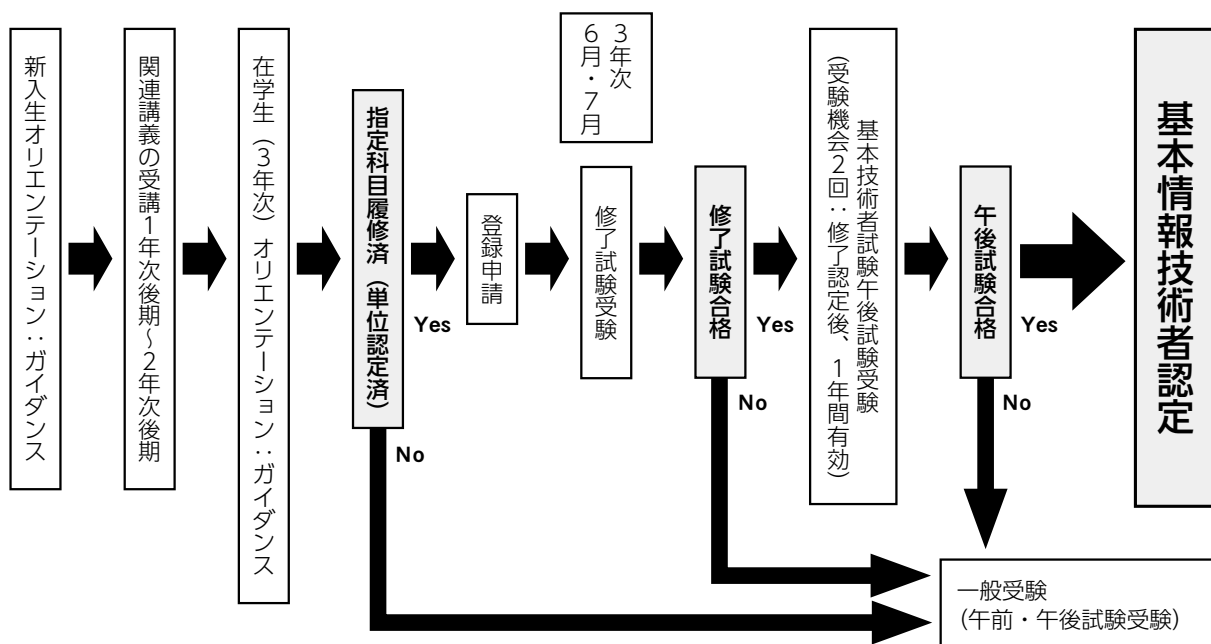 新入生オリエンテーション：ガイダンス
関連講義の受講1年次後期～2年次後期
在学生（3年次）オリエンテーション：ガイダンス
指定科目履修済（単位認定済）
Yes
No
登録申請
3年次
6月・7月
修了試験受験
修了試験合格
Yes
No
基本技術者試験午後試験受験
（受験機会2回：修了認定後、1年間有効）
午後試験合格
Yes
No
基本情報技術者認定
一般受験
（午前・午後試験受験）